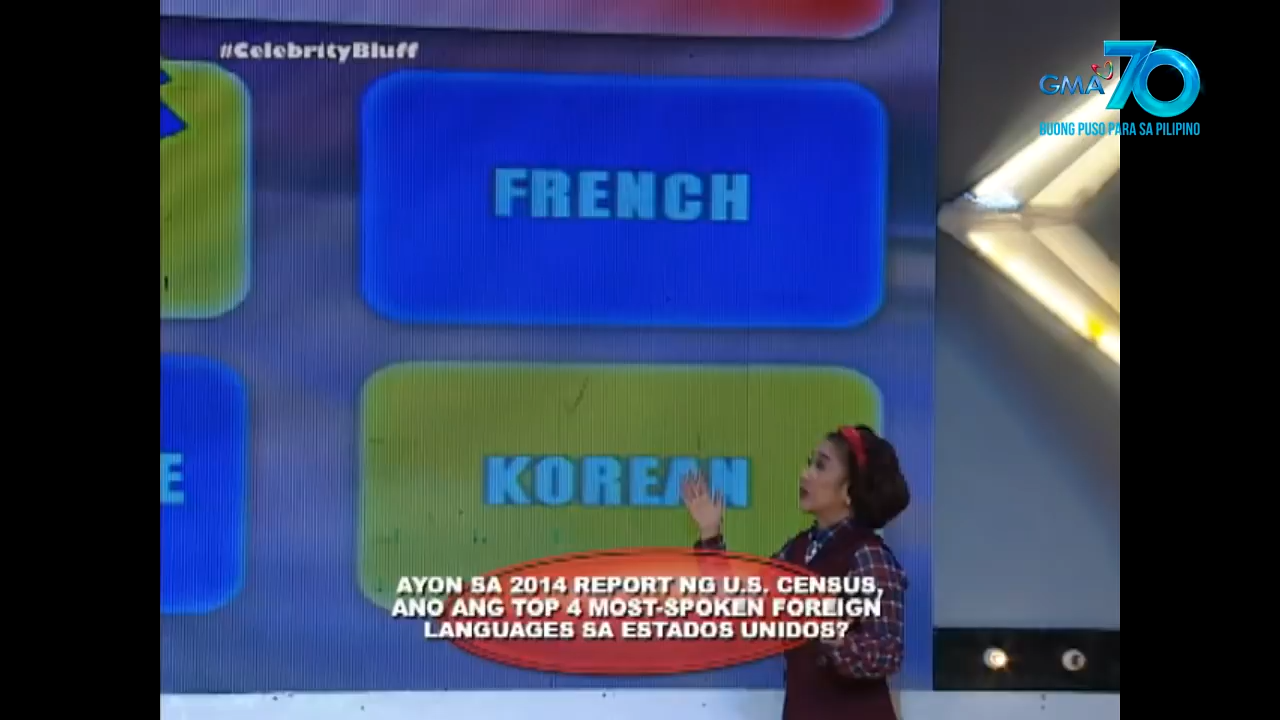 #CelebrityBluff
GMA 70
BUONG PUSO PARA SA PILIPINO
FRENCH
E
KOREAN
AYON SA 2014 REPORT NG U.S. CENSUS,
ANO ANG TOP 4 MOST-SPOKEN FOREIGN
LANGUAGES SA ESTADOS UNIDOS?